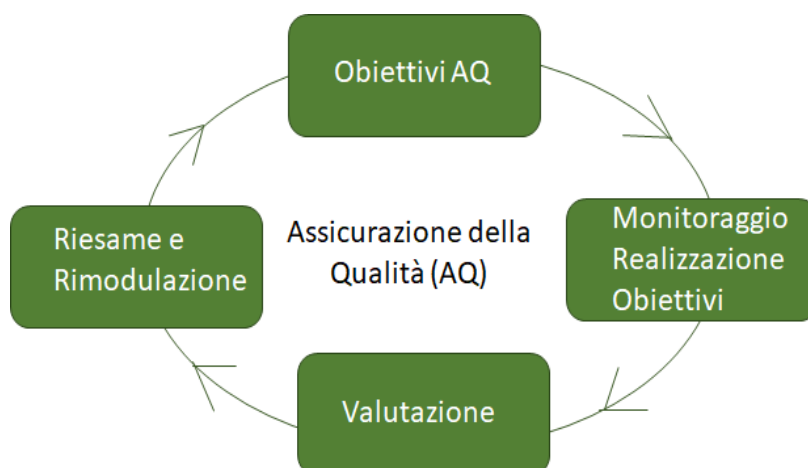 Obiettivi AQ
Riesame e
Rimodulazione
Assicurazione della
Qualità (AQ)
Monitoraggio
Realizzazione
Obiettivi
Valutazione